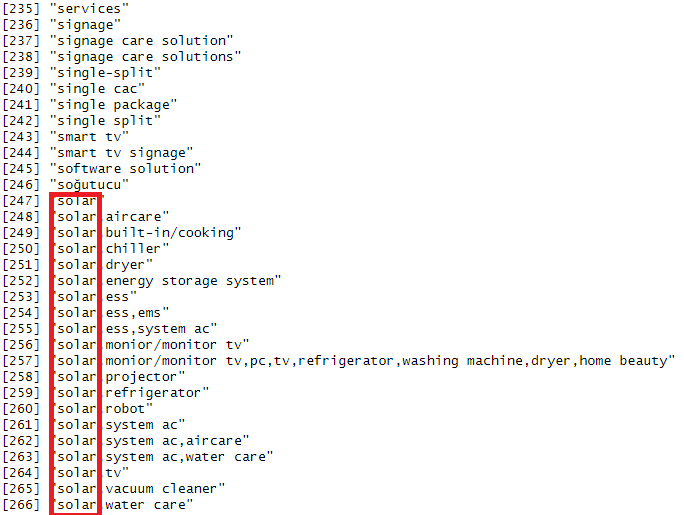 [235] "services"
[236] "signage"
[237] "signage care solution"
[238] "signage care solutions"
[239] "single-split"
[240] "single cac"
[241] "single package"
[242] "single split"
[243] "smart tv"
[244] "smart tv signage"
[245] "software solution"
[246] "soğutucu"
[247] "solar"
[248] "solar,aircare"
[249] "solar,built-in/cooking"
[250] "solar,chiller"
[251] "solar,dryer"
[252] "solar,energy storage system"
[253] "solar,ess"
[254] "solar,ess,ems"
[255] "solar,ess,system ac"
[256] "solar,monior/monitor tv"
[257] "solar,monior/monitor tv,pc,tv,refrigerator,washing machine,dryer,home beauty"
[258] "solar,projector"
[259] "solar,refrigerator"
[260] "solar,robot"
[261] "solar,system ac"
[262] "solar,system ac,aircare"
[263] "solar,system ac,water care"
[264] "solar,tv"
[265] "solar,vacuum cleaner"
[266] "solar,water care"